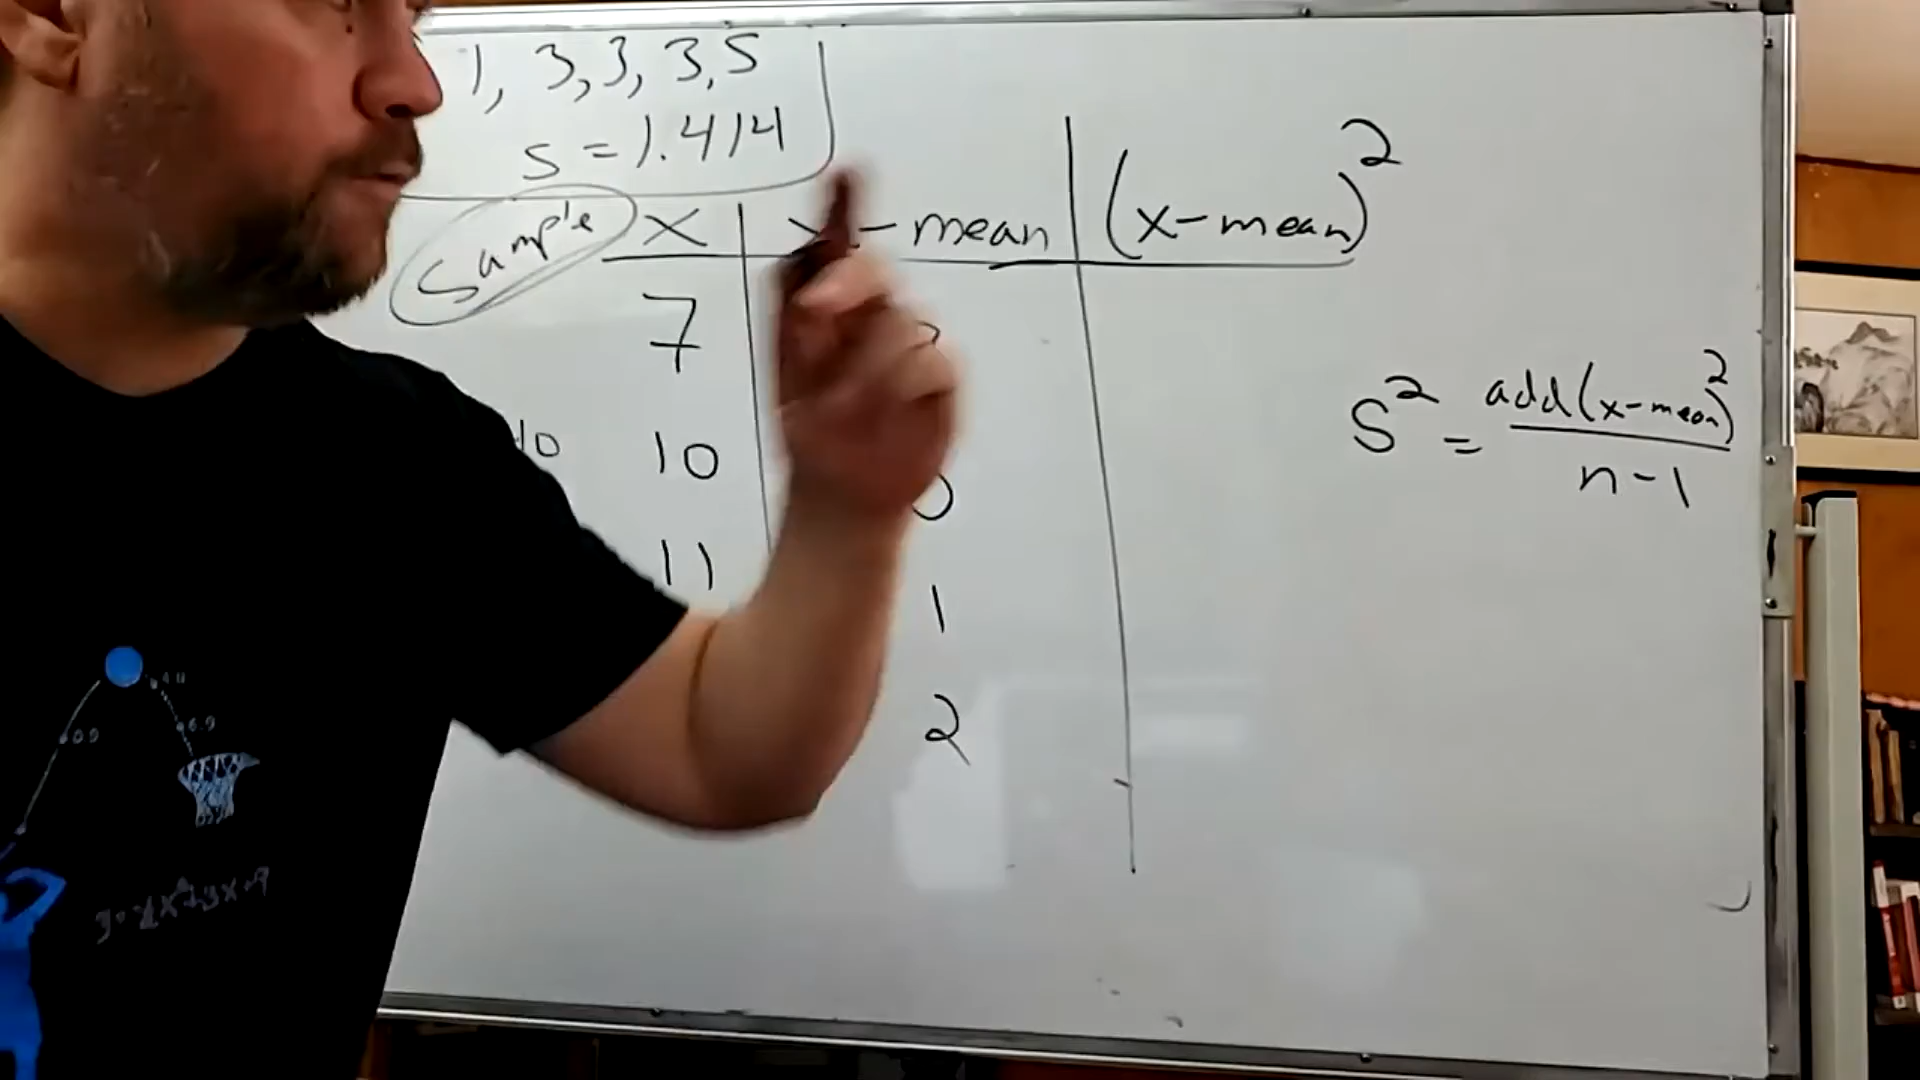 1, 3, 3, 3, 5
s = 1.414
Sample
x
- mean
(x - mean)²
7
10
10
0
11
1
2
S² = add(x-mean)²
n-1